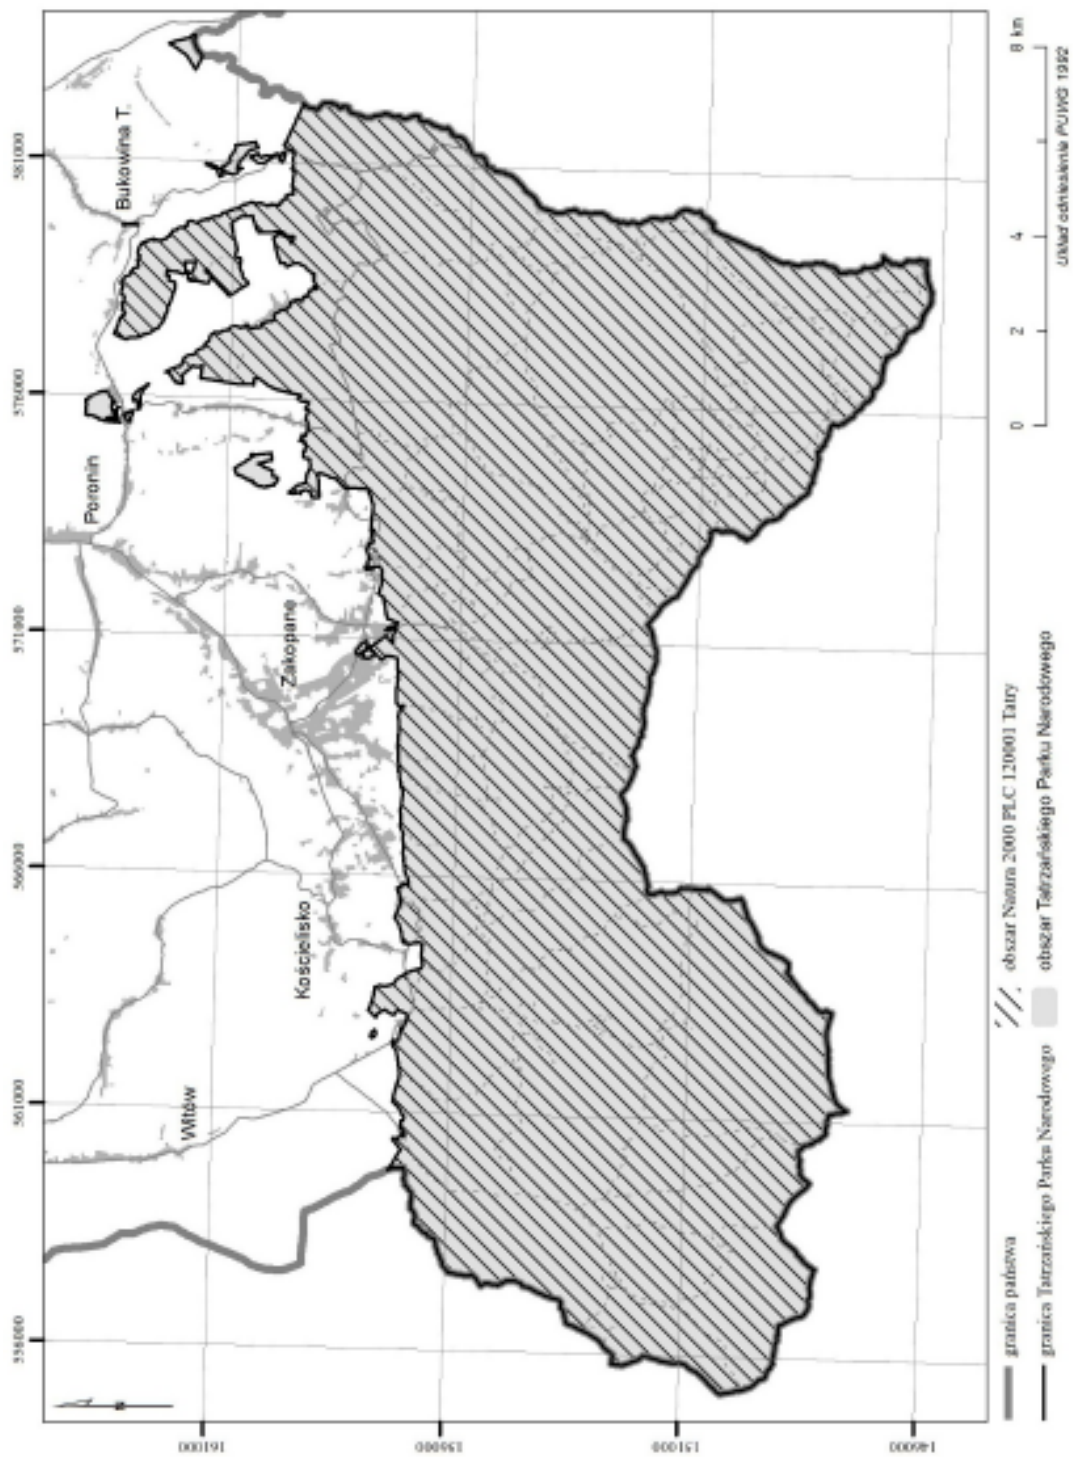 556000
561000
566000
571000
576000
581000
N
161000
156000
151000
146000
Witów
Kościelisko
Zakopane
Poronin
Bukowina T.
granica państwa
granica Tatrzańskiego Parku Narodowego
obszar Natura 2000 PLC 120001 Tatry
obszar Tatrzańskiego Parku Narodowego
0 2 4 8 km
Układ odniesienia PUWG 1992